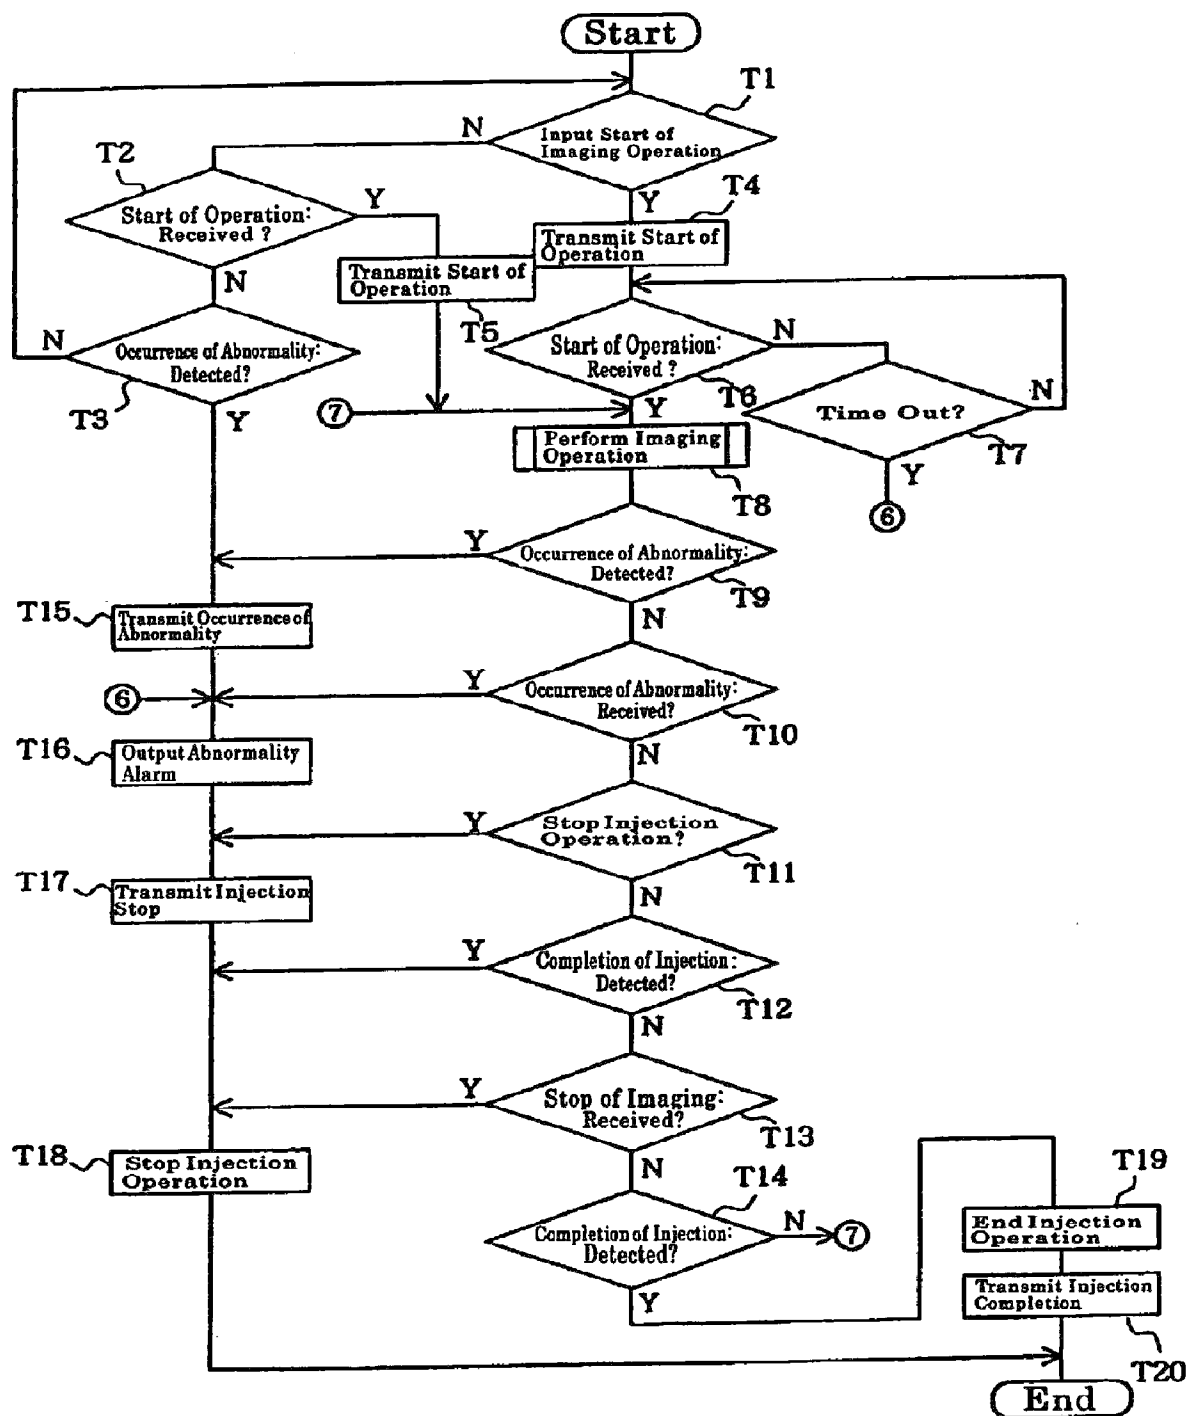 Start
T1
N
Input Start of
Imaging Operation
T2
Y
T4
Start of Operation:
Received ?
Y
Transmit Start of
Operation
N
Transmit Start of
Operation
T5
N
Occurrence of Abnormality:
Detected?
T3
Y
Start of Operation:
Received ?
N
T6
Y
Time Out?
N
T7
Y
6
7
Perform Imaging
Operation
T8
Y
Occurrence of Abnormality:
Detected?
T9
N
T15
Transmit Occurrence of
Abnormality
6
Y
Occurrence of Abnormality:
Received?
T10
N
T16
Output Abnormality
Alarm
Y
Stop Injection
Operation?
T11
N
T17
Transmit Injection
Stop
Y
Completion of Injection:
Detected?
T12
N
Y
Stop of Imaging:
Received?
T13
N
T18
Stop Injection
Operation
T14
Completion of Injection:
Detected?
N
7
Y
T19
End Injection
Operation
Transmit Injection
Completion
T20
End